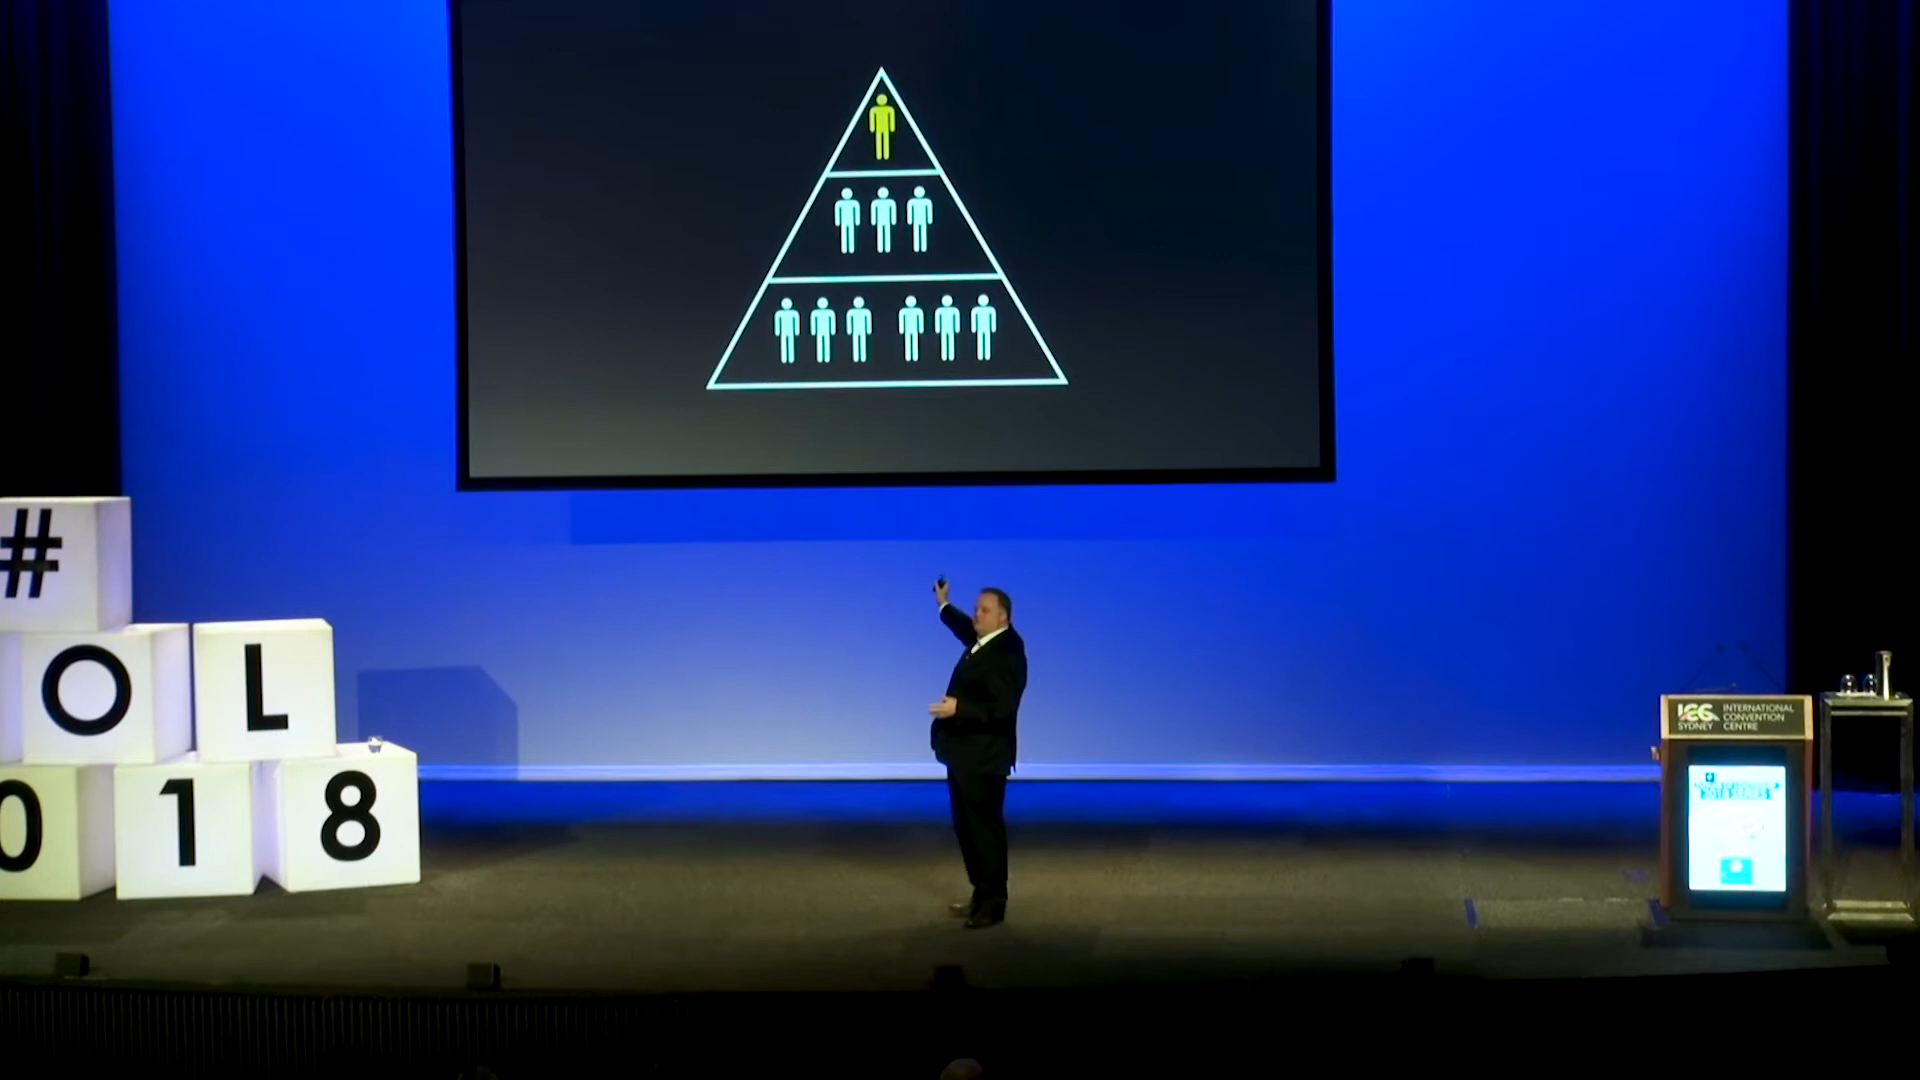 #
OL
018
ICC
SYDNEY
INTERNATIONAL
CONVENTION
CENTRE